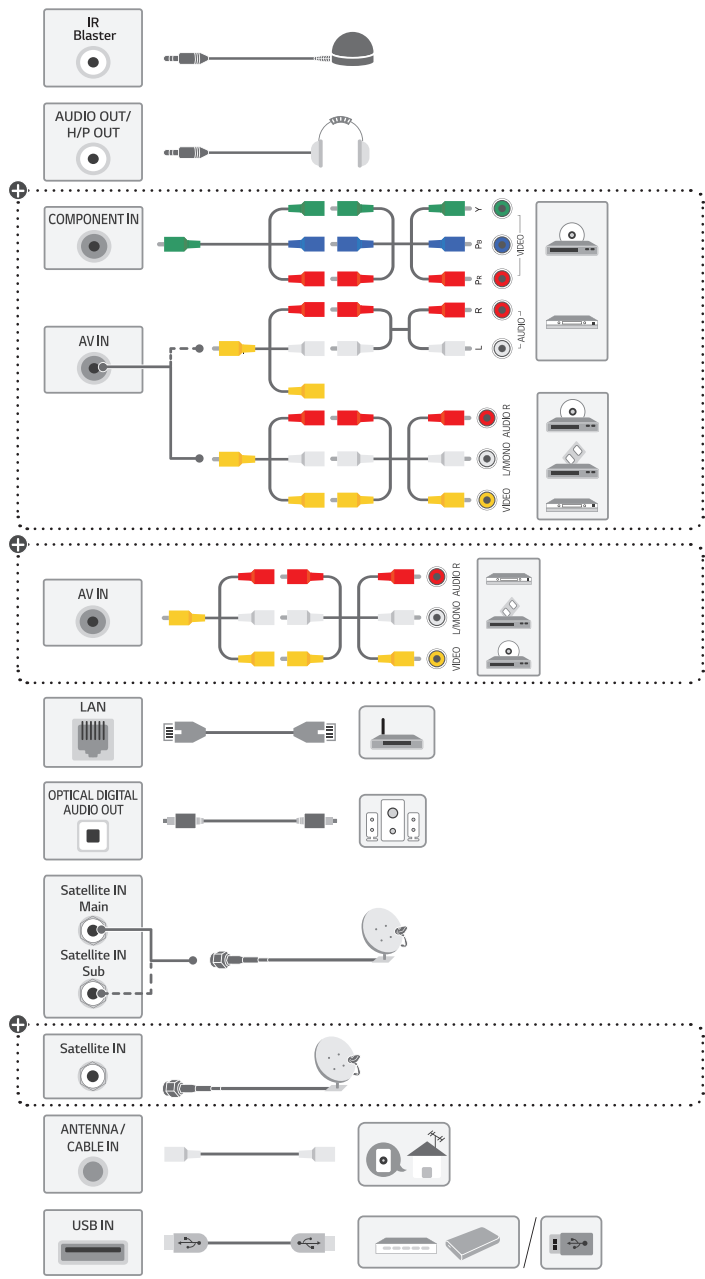 IR
Blaster
AUDIO OUT/
H/P OUT
COMPONENT IN
Y
PB
PR
VIDEO
AV IN
R
L
AUDIO
AUDIO R
L/MONO
VIDEO
AV IN
AUDIO R
L/MONO
VIDEO
LAN
OPTICAL DIGITAL
AUDIO OUT
Satellite IN
Main
Satellite IN
Sub
Satellite IN
ANTENNA/
CABLE IN
USB IN
/